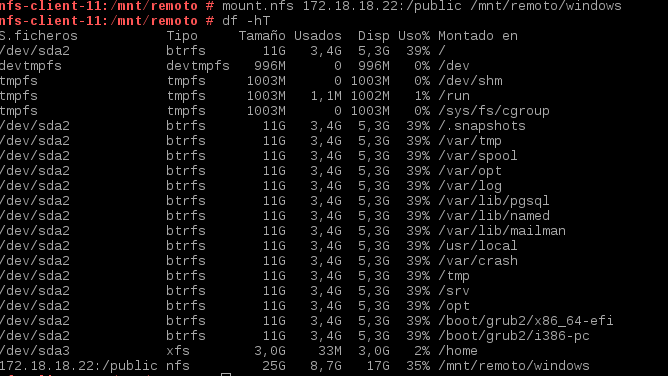 nfs-client-11:/mnt/remoto # mount.nfs 172.18.18.22:/public /mnt/remoto/windows
nfs-client-11:/mnt/remoto # df -hT
S.ficheros Tipo Tamaño Usados Disp Uso% Montado en
/dev/sda2 btrfs 11G 3,4G 5,3G 39% /
devtmpfs devtmpfs 996M 0 996M 0% /dev
tmpfs tmpfs 1003M 0 1003M 0% /dev/shm
tmpfs tmpfs 1003M 1,1M 1002M 1% /run
tmpfs tmpfs 1003M 0 1003M 0% /sys/fs/cgroup
/dev/sda2 btrfs 11G 3,4G 5,3G 39% /.snapshots
/dev/sda2 btrfs 11G 3,4G 5,3G 39% /var/tmp
/dev/sda2 btrfs 11G 3,4G 5,3G 39% /var/spool
/dev/sda2 btrfs 11G 3,4G 5,3G 39% /var/opt
/dev/sda2 btrfs 11G 3,4G 5,3G 39% /var/log
/dev/sda2 btrfs 11G 3,4G 5,3G 39% /var/lib/pgsql
/dev/sda2 btrfs 11G 3,4G 5,3G 39% /var/lib/named
/dev/sda2 btrfs 11G 3,4G 5,3G 39% /var/lib/mailman
/dev/sda2 btrfs 11G 3,4G 5,3G 39% /usr/local
/dev/sda2 btrfs 11G 3,4G 5,3G 39% /var/crash
/dev/sda2 btrfs 11G 3,4G 5,3G 39% /tmp
/dev/sda2 btrfs 11G 3,4G 5,3G 39% /srv
/dev/sda2 btrfs 11G 3,4G 5,3G 39% /opt
/dev/sda2 btrfs 11G 3,4G 5,3G 39% /boot/grub2/x86_64-efi
/dev/sda2 btrfs 11G 3,4G 5,3G 39% /boot/grub2/i386-pc
/dev/sda3 xfs 3,0G 33M 3,0G 2% /home
172.18.18.22:/public nfs 25G 8,7G 17G 35% /mnt/remoto/windows